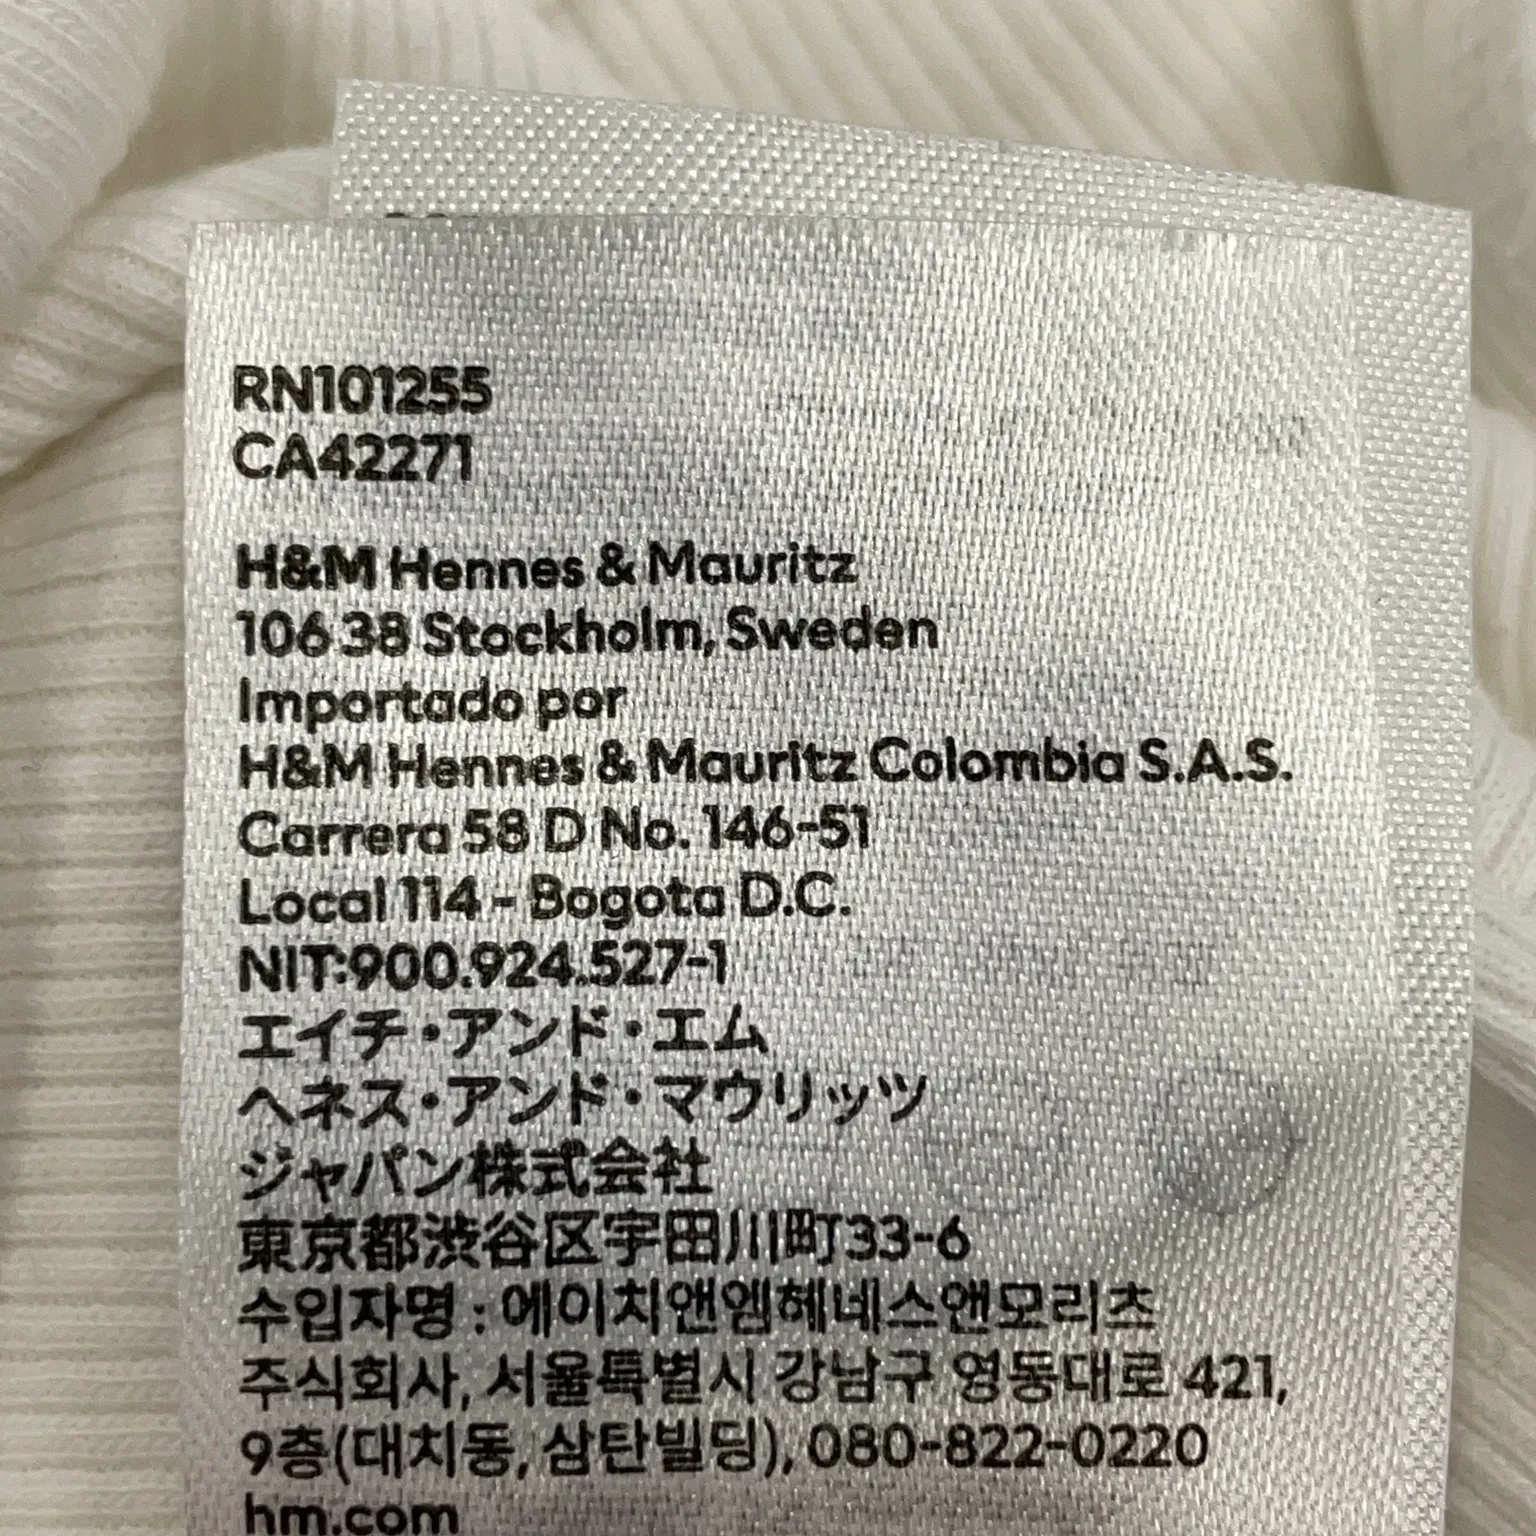 RN101255
CA42271
H&M Hennes & Mauritz
106 38 Stockholm, Sweden
Importado por
H&M Hennes & Mauritz Colombia S.A.S.
Carrera 58 D No. 146-51
Local 114 - Bogota D.C.
NIT:900.924.527-1
エイチ・アンド・エム
ヘネス・アンド・マウリッツ
ジャパン株式会社
東京都渋谷区宇田川町33-6
수입자명 : 에이치앤엠헤네스앤모리츠
주식회사, 서울특별시 강남구 영동대로 421,
9층(대치동, 삼탄빌딩), 080-822-0220
hm.com